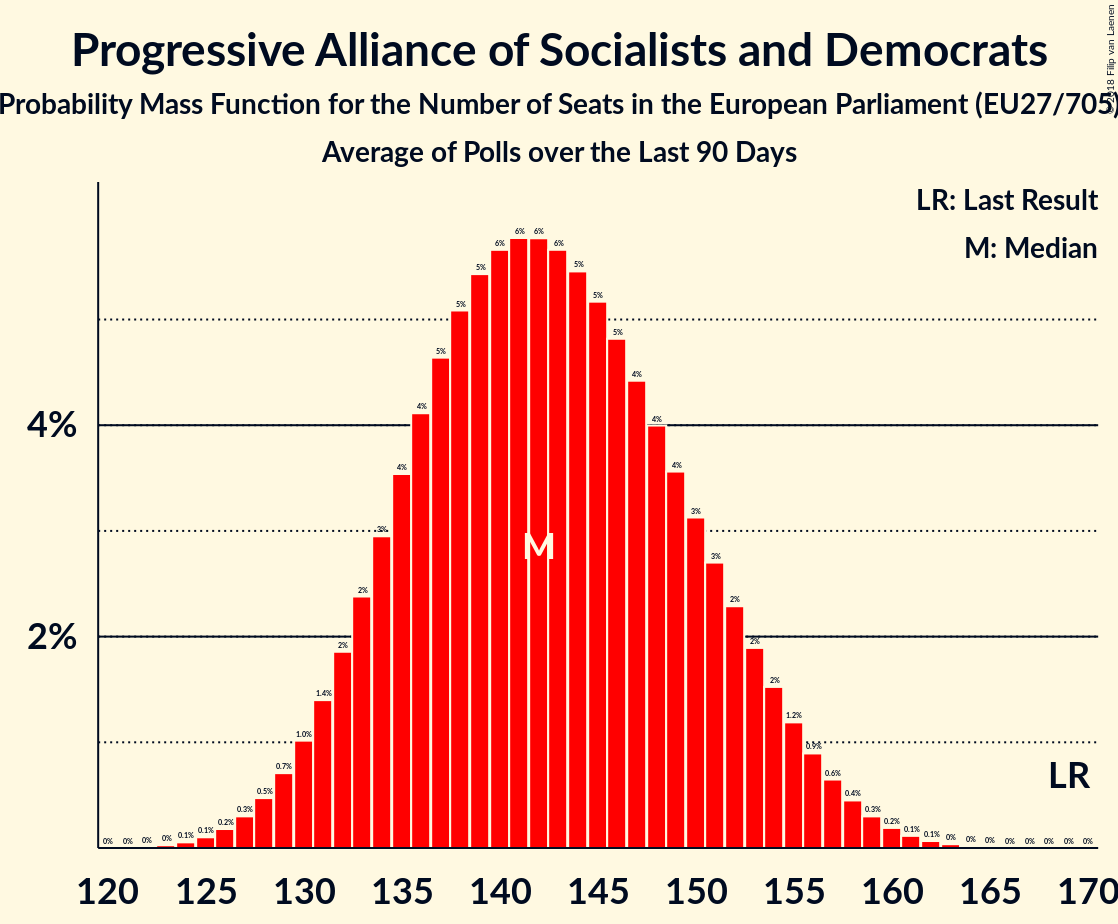 Progressive Alliance of Socialists and Democrats
Probability Mass Function for the Number of Seats in the European Parliament (EU27/705)
Average of Polls over the Last 90 Days
© 2018 Filip van Laenen
LR: Last Result
M: Median
4%
2%
0% 0% 0% 0% 0.1% 0.1% 0.2% 0.3% 0.5% 0.7% 1.0% 1.4% 2% 2% 3% 4% 4% 5% 5% 5% 6% 6% 6% 6% 5% 5% 5% 4% 4% 4% 3% 3% 2% 2% 2% 1.2% 0.9% 0.6% 0.4% 0.3% 0.2% 0.1% 0.1% 0% 0% 0% 0% 0% 0% 0% 0%
M
LR
120 125 130 135 140 145 150 155 160 165 170